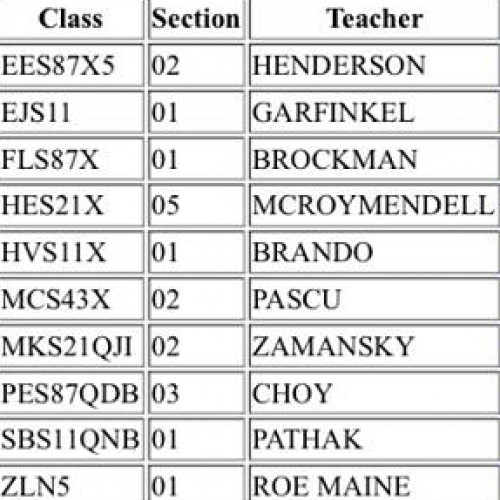 Class Section Teacher
EES87X5 02 HENDERSON
EJS11 01 GARFINKEL
FLS87X 01 BROCKMAN
HES21X 05 MCROYMENDELL
HVS11X 01 BRANDO
MCS43X 02 PASCU
MKS21QJI 02 ZAMANSKY
PES87QDB 03 CHOY
SBS11QNB 01 PATHAK
ZLN5 01 ROE MAINE